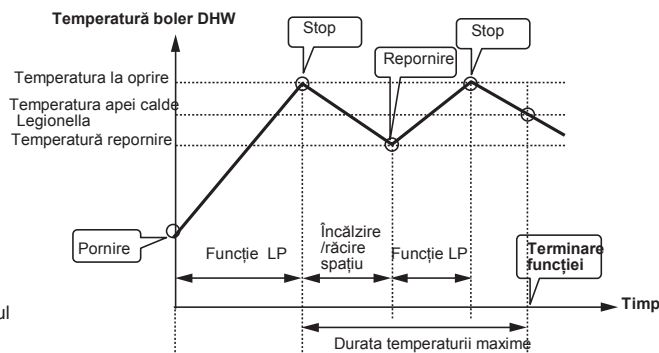 Temperatură boler DHW
Stop
Stop
Repornire
Temperatura la oprire
Temperatura apei calde
Legionella
Temperatură repornire
Pornire
Funcție LP
Încălzire
/răcire
spațiu
Funcție LP
Terminare
funcției
Timp
ul
Durata temperaturii maxime